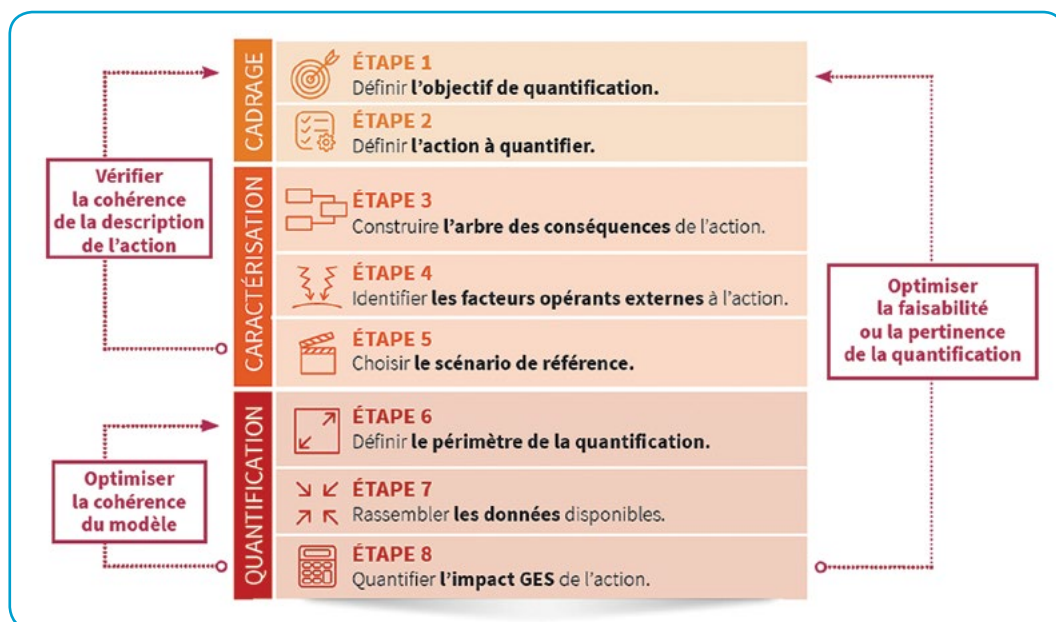 CADRAGE
ÉTAPE 1
Définir l'objectif de quantification.
ÉTAPE 2
Définir l'action à quantifier.
CARACTÉRISATION
ÉTAPE 3
Construire l'arbre des conséquences de l'action.
ÉTAPE 4
Identifier les facteurs opérants externes à l'action.
ÉTAPE 5
Choisir le scénario de référence.
QUANTIFICATION
ÉTAPE 6
Définir le périmètre de la quantification.
ÉTAPE 7
Rassembler les données disponibles.
ÉTAPE 8
Quantifier l'impact GES de l'action.
Vérifier
la cohérence
de la description
de l'action
Optimiser
la cohérence
du modèle
Optimiser
la faisabilité
ou la pertinence
de la quantification